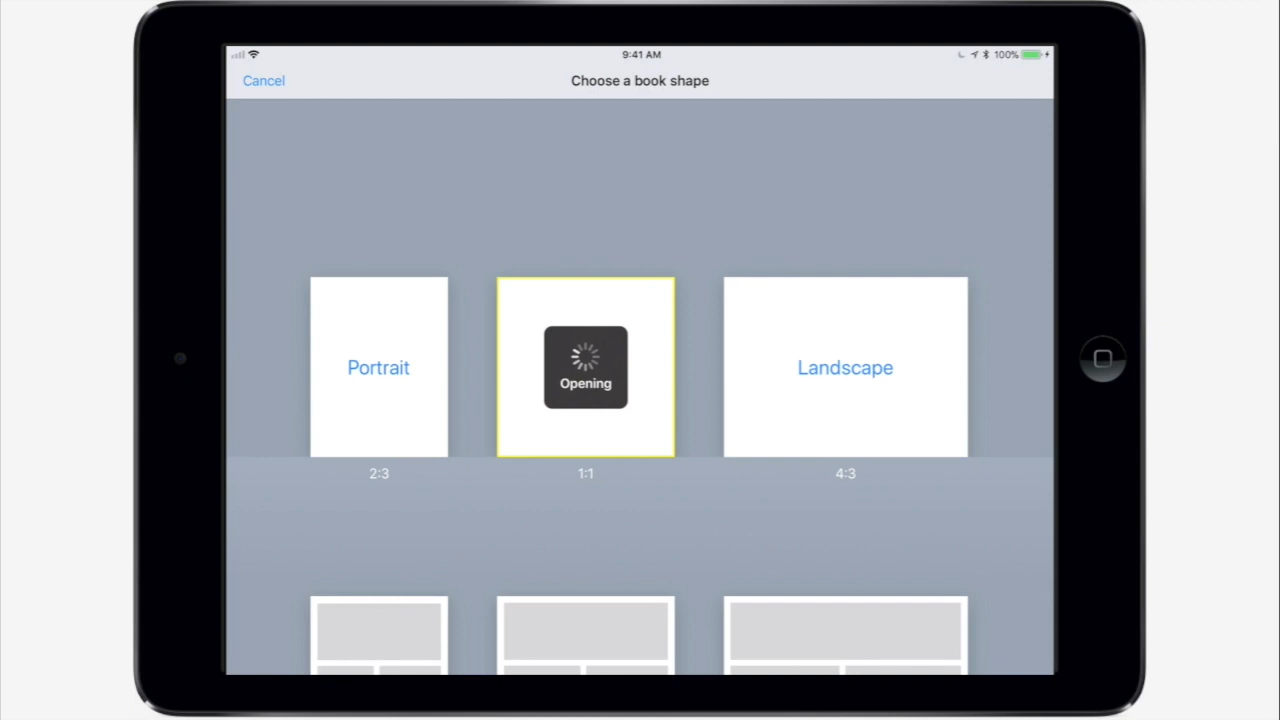 9:41 AM
100%
Cancel
Choose a book shape
Portrait
Opening
Landscape
2:3
1:1
4:3